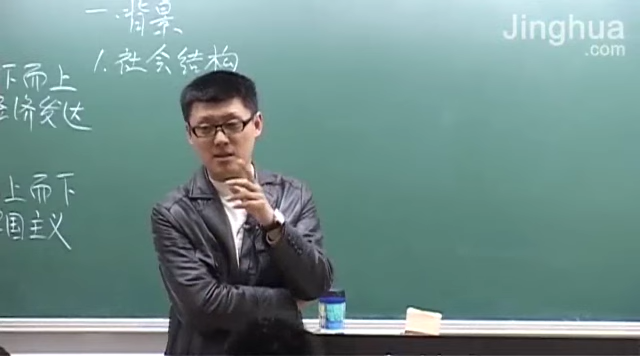 一.背景
1.社会结构
下而上
经济发达
上而下
国主义
Jinghua
.com